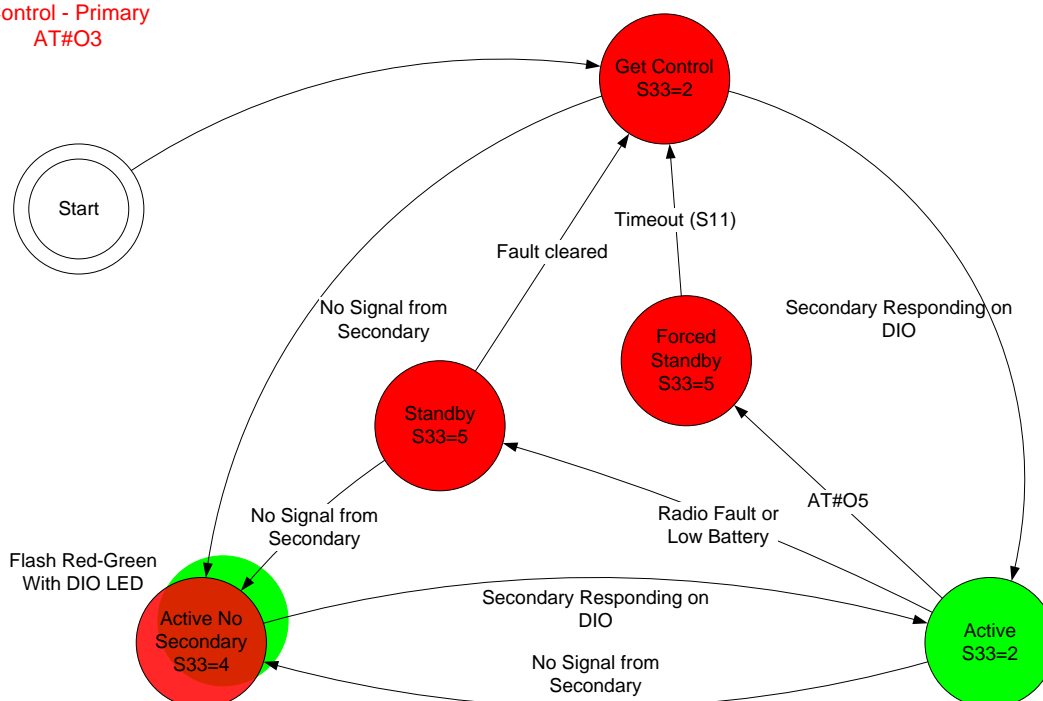 ontrol - Primary
AT#O3
Get Control
S33=2
Start
Timeout (S11)
Fault cleared
No Signal from
Secondary
Secondary Responding on
DIO
Forced
Standby
S33=5
Standby
S33=5
AT#O5
No Signal from
Secondary
Radio Fault or
Low Battery
Flash Red-Green
With DIO LED
Secondary Responding on
DIO
Active No
Secondary
S33=4
Active
S33=2
No Signal from
Secondary